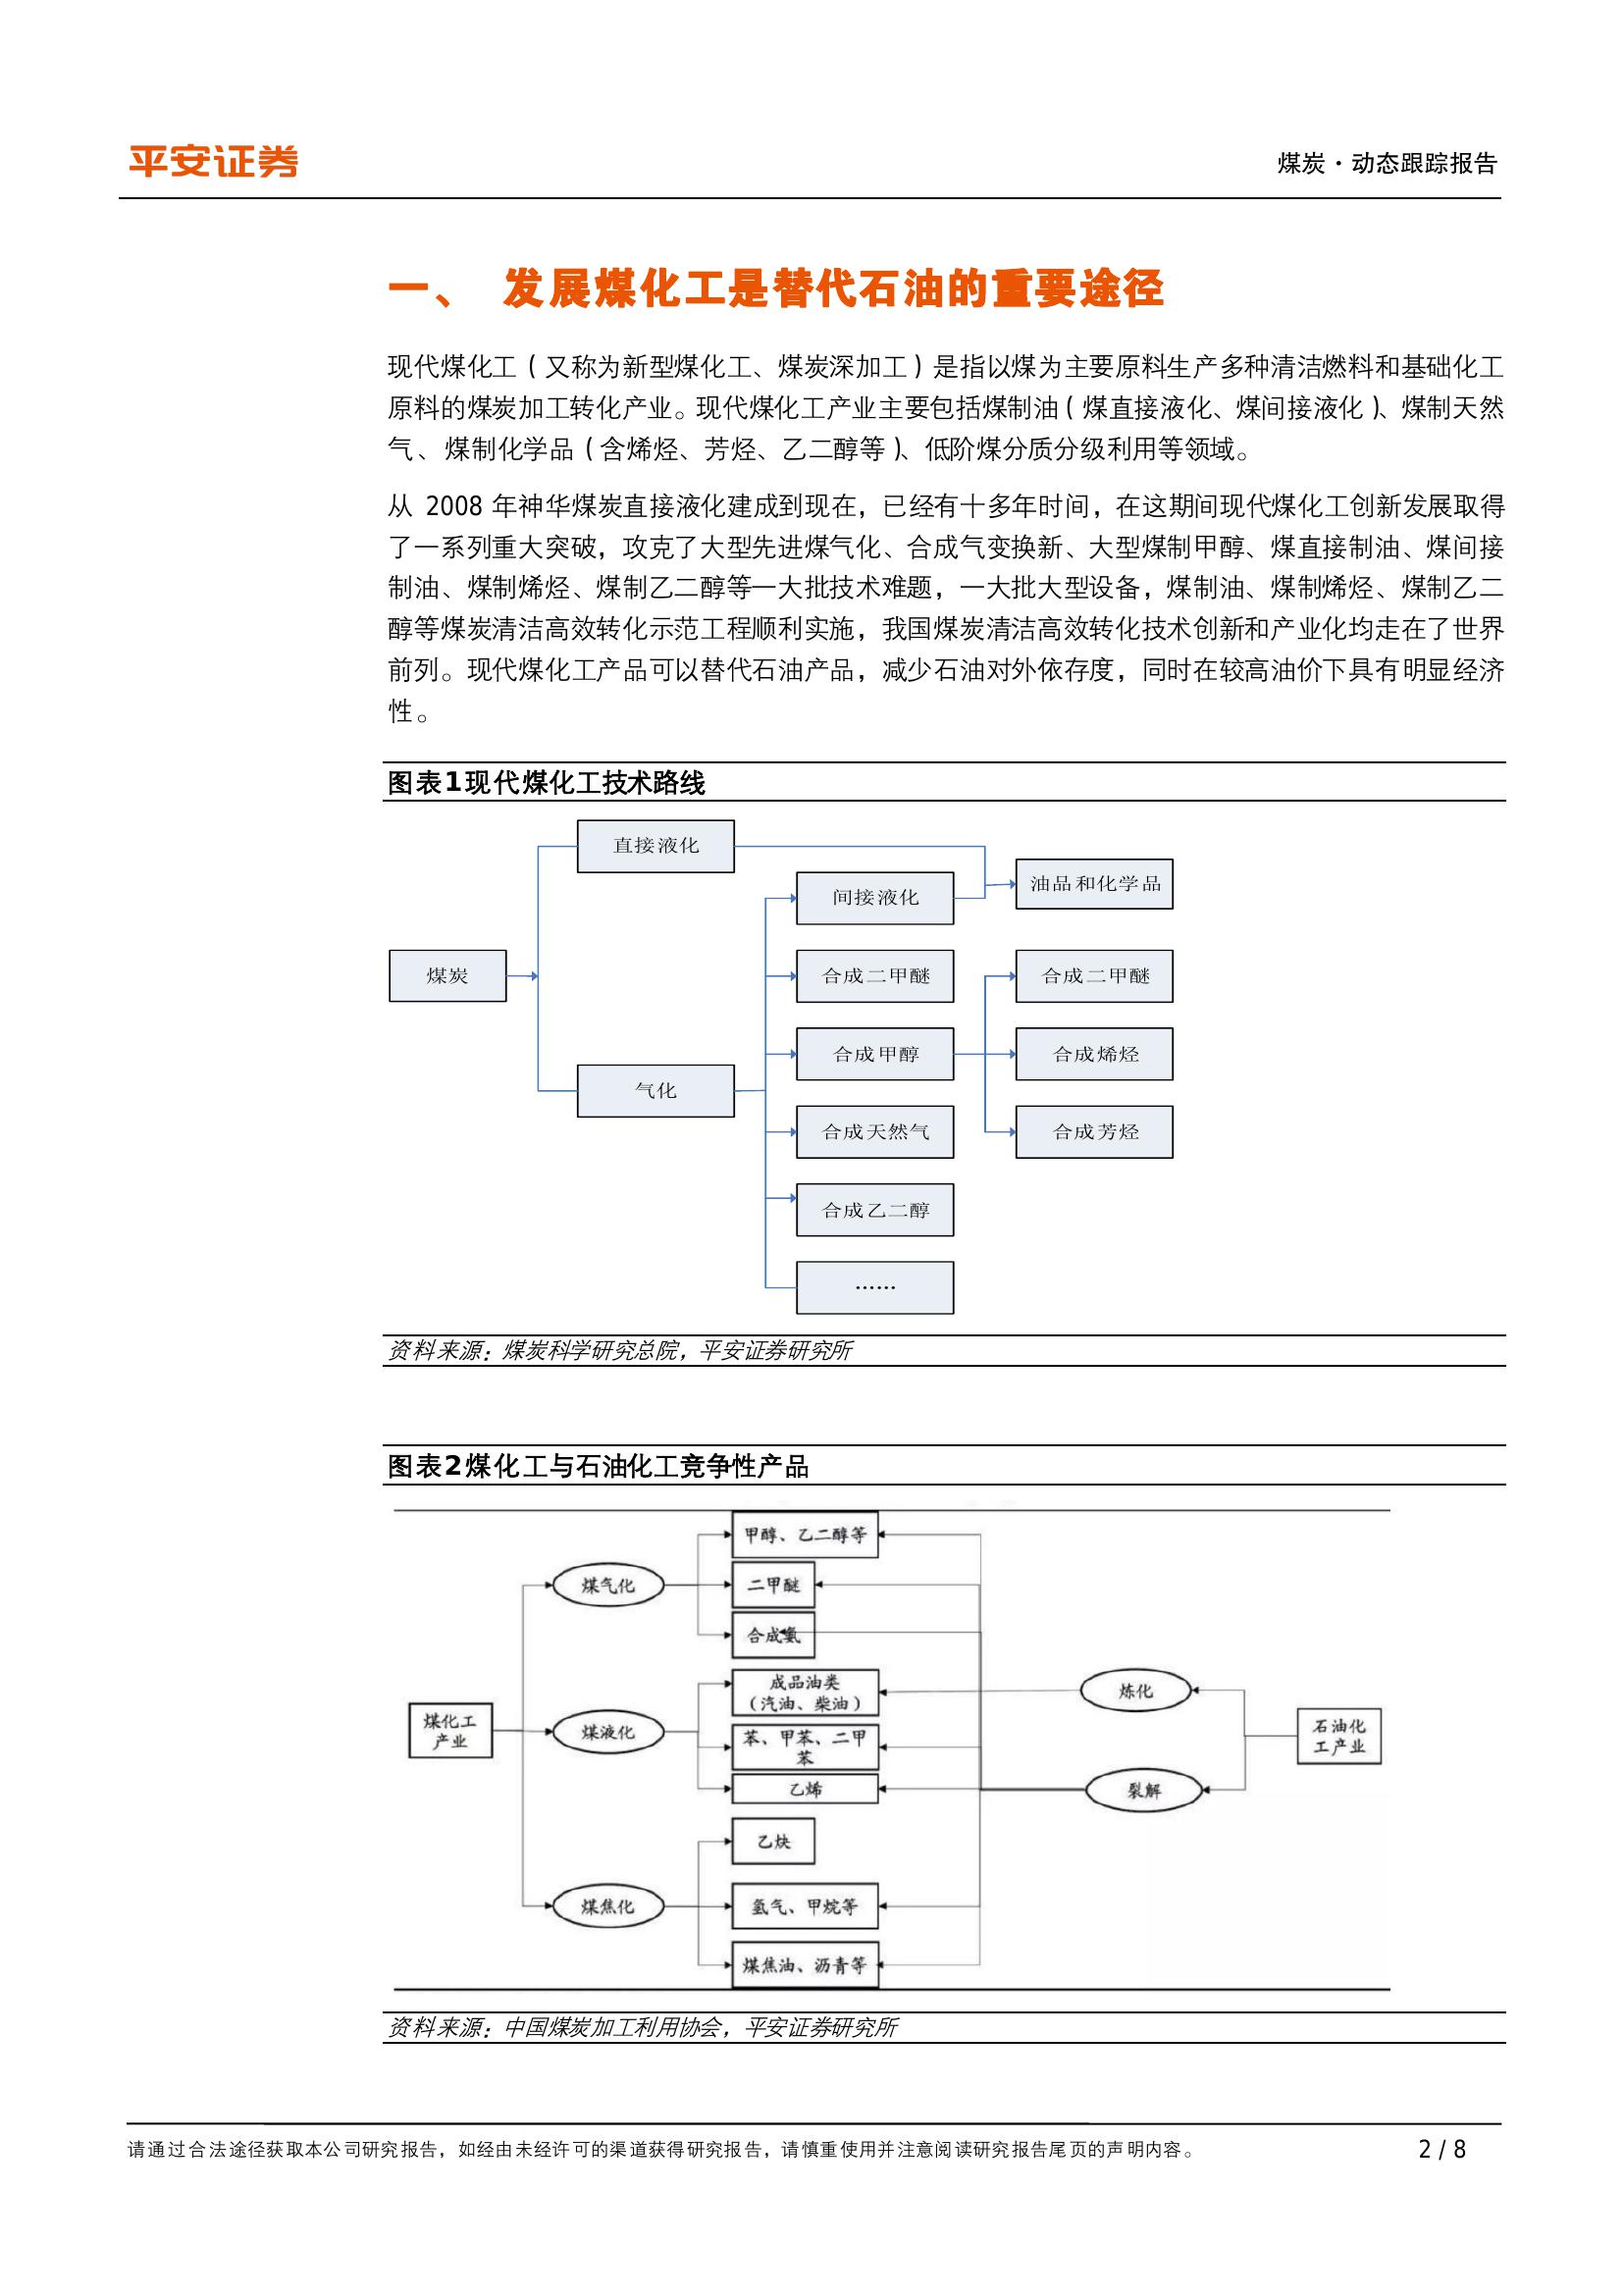 平安证券
煤炭·动态跟踪报告
一、 发展煤化工是替代石油的重要途径
现代煤化工（又称为新型煤化工、煤炭深加工）是指以煤为主要原料生产多种清洁燃料和基础化工
原料的煤炭加工转化产业。现代煤化工产业主要包括煤制油（煤直接液化、煤间接液化）、煤制天然
气、煤制化学品（含烯烃、芳烃、乙二醇等）、低阶煤分质分级利用等领域。
从 2008 年神华煤炭直接液化建成到现在，已经有十多年时间，在这期间现代煤化工创新发展取得
了一系列重大突破，攻克了大型先进煤气化、合成气变换新、大型煤制甲醇、煤直接制油、煤间接
制油、煤制烯烃、煤制乙二醇等一大批技术难题，一大批大型设备，煤制油、煤制烯烃、煤制乙二
醇等煤炭清洁高效转化示范工程顺利实施，我国煤炭清洁高效转化技术创新和产业化均走在了世界
前列。现代煤化工产品可以替代石油产品，减少石油对外依存度，同时在较高油价下具有明显经济
性。
图表1现代煤化工技术路线
直接液化
间接液化
油品和化学品
煤炭
合成二甲醚
合成二甲醚
合成甲醇
合成烯烃
气化
合成天然气
合成芳烃
合成乙二醇
……
资料来源：煤炭科学研究总院，平安证券研究所
图表2煤化工与石油化工竞争性产品
甲醇、乙二醇等
煤气化
二甲醚
合成氨
成品油类
（汽油、柴油）
炼化
煤化工
产业
煤液化
苯、甲苯、二甲
苯
石油化
工产业
乙烯
裂解
乙炔
煤焦化
氢气、甲烷等
煤焦油、沥青等
资料来源：中国煤炭加工利用协会，平安证券研究所
请通过合法途径获取本公司研究报告，如经由未经许可的渠道获得研究报告，请慎重使用并注意阅读研究报告尾页的声明内容。
2 / 8